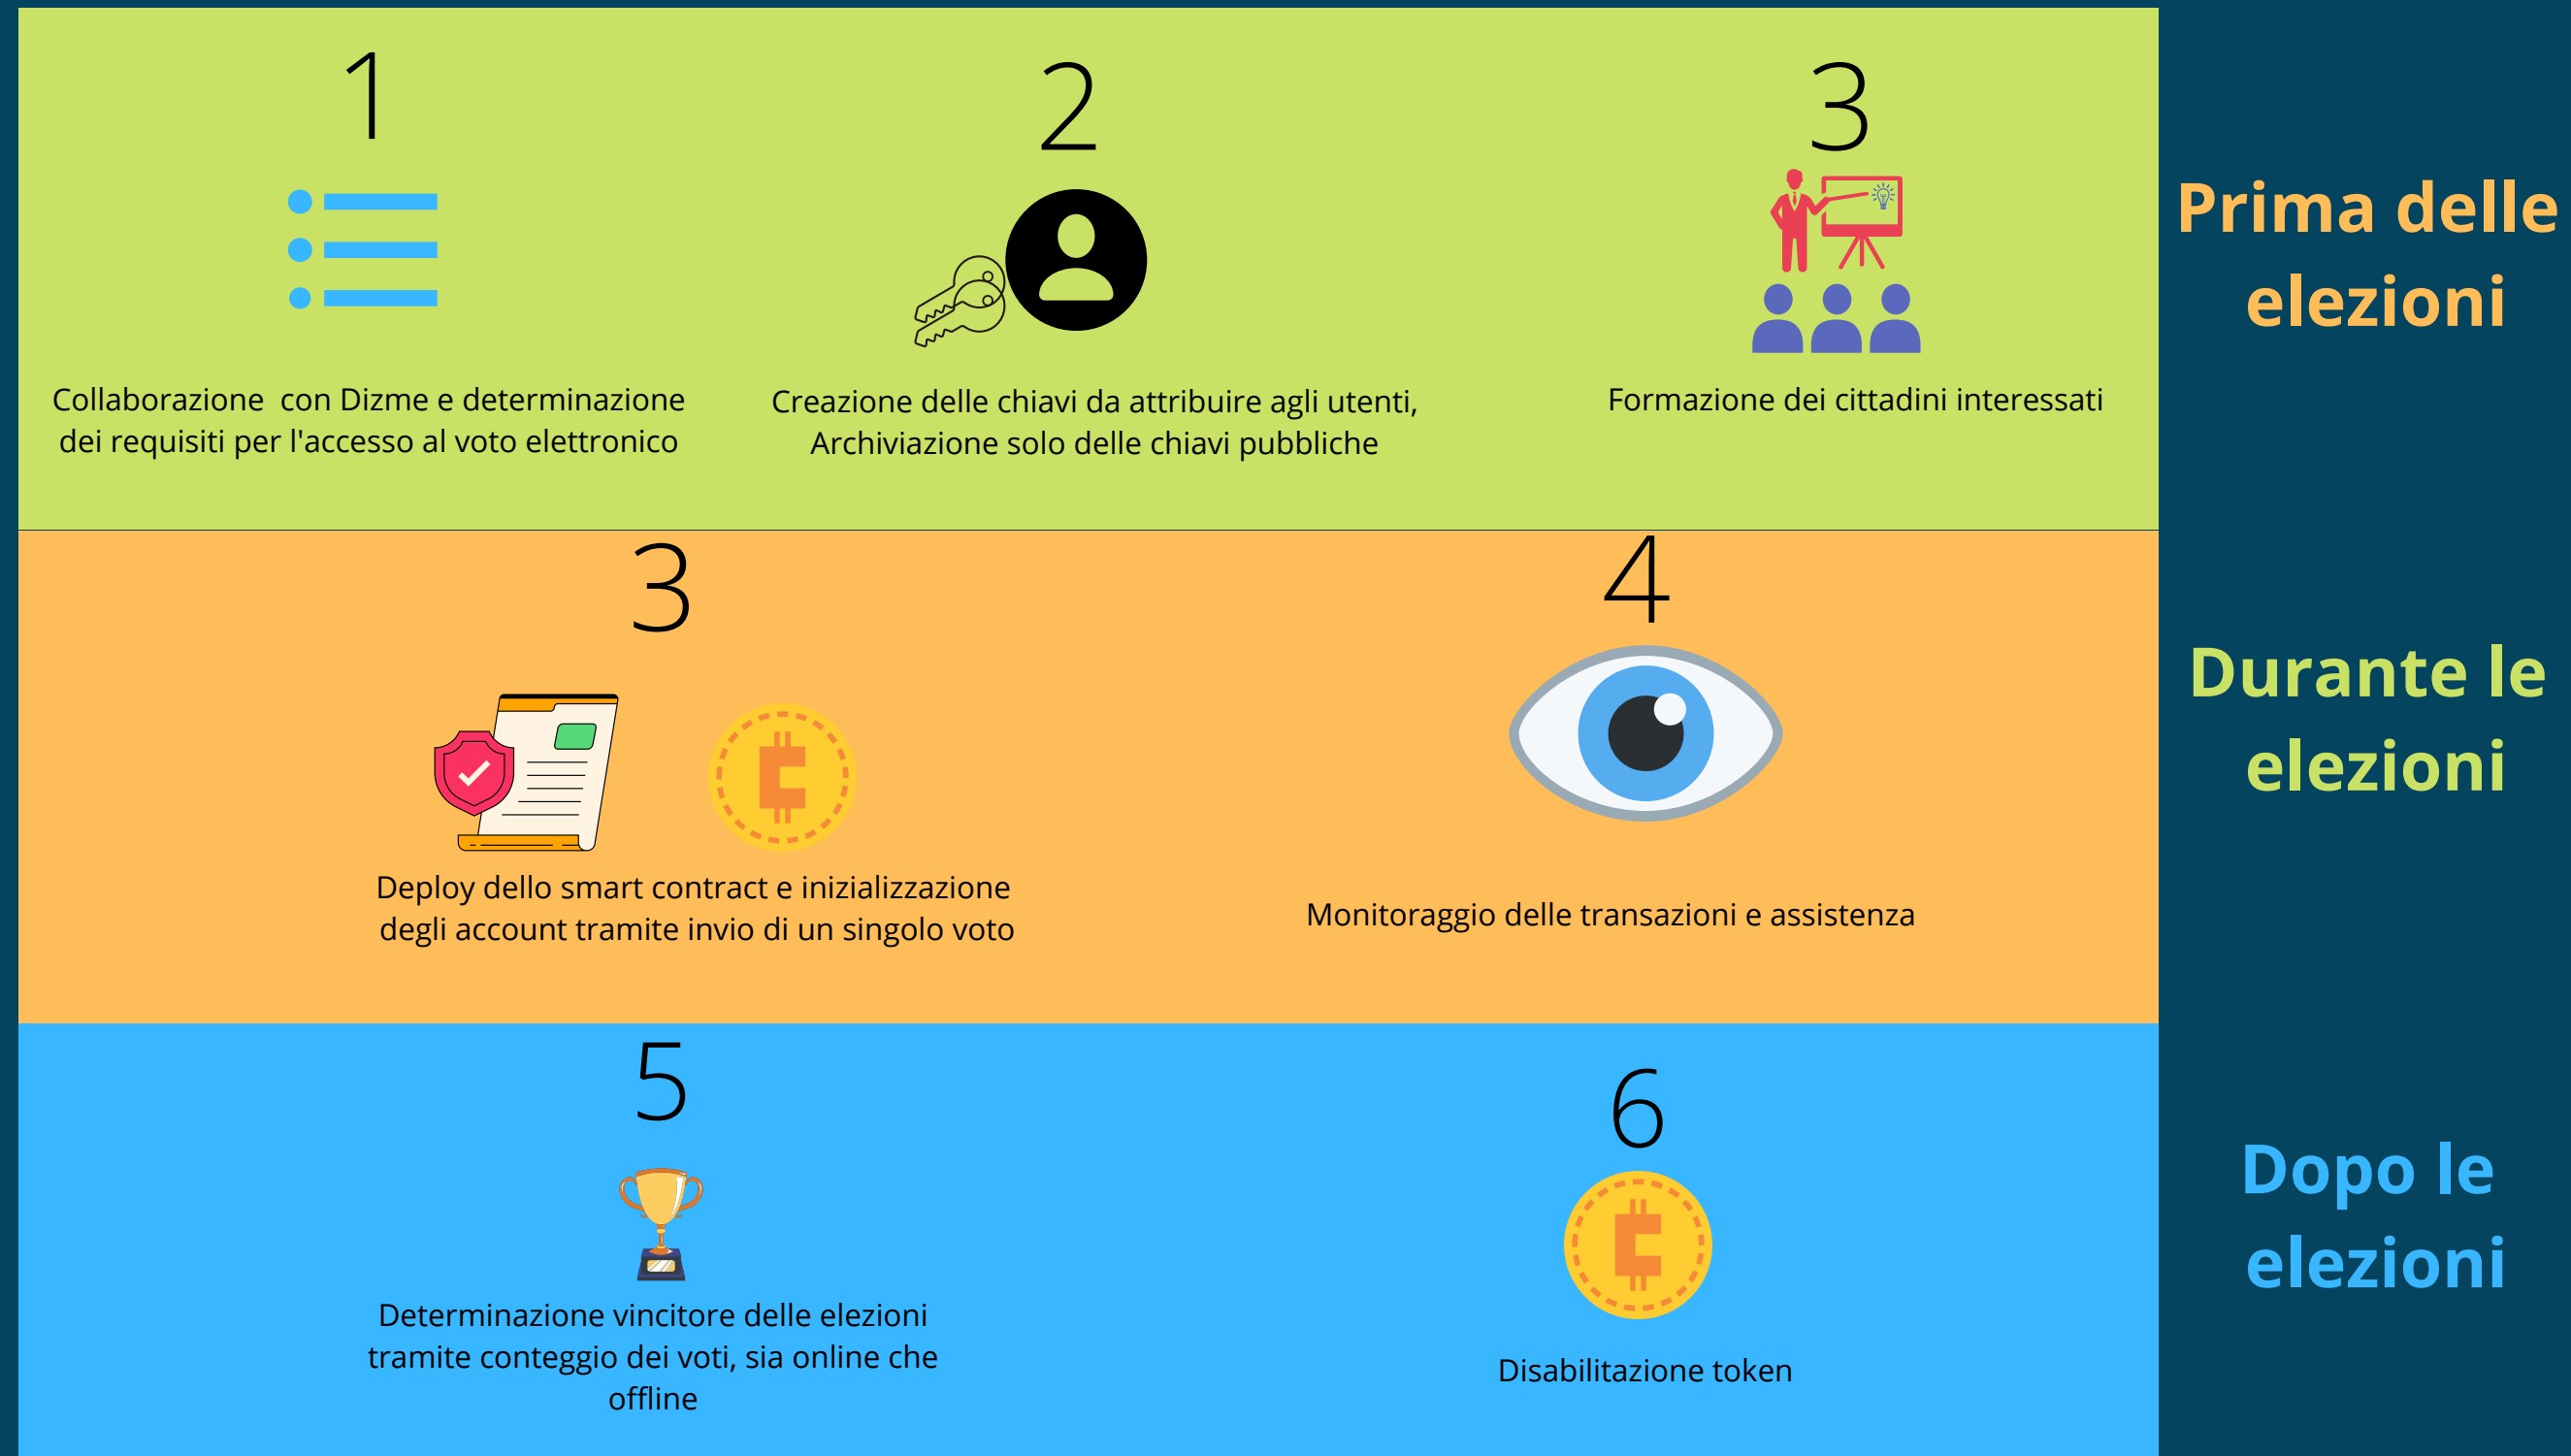 1
Collaborazione  con Dizme e determinazione
dei requisiti per l'accesso al voto elettronico
2
Creazione delle chiavi da attribuire agli utenti,
Archiviazione solo delle chiavi pubbliche
3
Formazione dei cittadini interessati
Prima delle
elezioni
3
Deploy dello smart contract e inizializzazione
degli account tramite invio di un singolo voto
4
Monitoraggio delle transazioni e assistenza
Durante le
elezioni
5
Determinazione vincitore delle elezioni
tramite conteggio dei voti, sia online che
offline
6
Disabilitazione token
Dopo le
elezioni